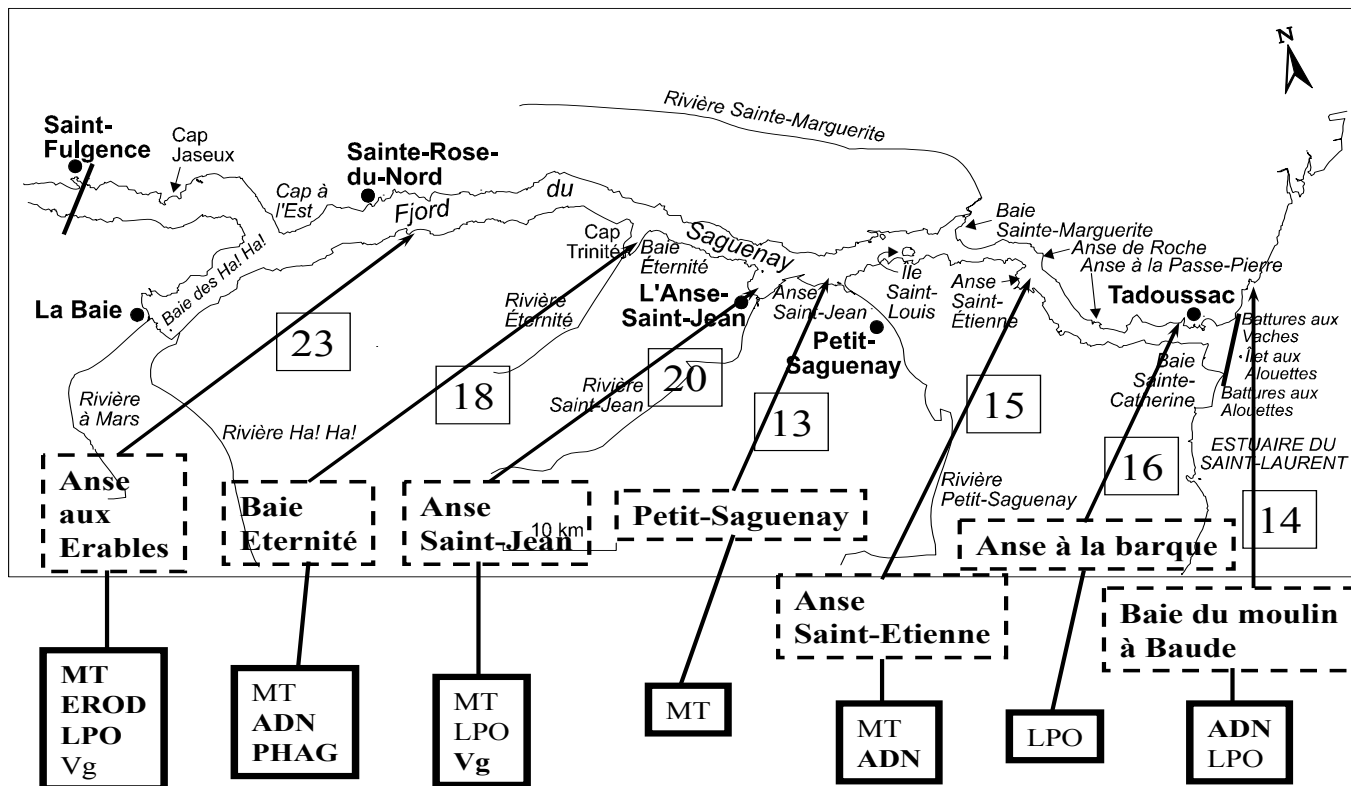 N
Rivière Sainte-Marguerite
Saint-
Fulgence
Cap
Jaseux
Sainte-Rose-
du-Nord
Cap à
l'Est
Fjord
du
Saguenay
Baie
Sainte-Marguerite
Anse de Roche
Anse à la Passe-Pierre
Tadoussac
Baie des Ha! Ha!
La Baie
Cap
Trinité
Baie
Éternité
Rivière
Éternité
L'Anse-
Saint-Jean
Anse
Saint-Jean
Île
Saint-
Louis
Anse
Saint-
Étienne
Petit-
Saguenay
Battures aux
Vaches
Îlet aux
Alouettes
Battures aux
Alouettes
Baie
Sainte-
Catherine
Rivière
à Mars
Rivière Ha! Ha!
Rivière
Saint-Jean
Rivière
Petit-Saguenay
ESTUAIRE DU
SAINT-LAURENT
23
18
20
13
15
16
14
10 km
Anse
aux
Erables
Baie
Eternité
Anse
Saint-Jean
Petit-Saguenay
Anse
Saint-Etienne
Anse à la barque
Baie du moulin
à Baude
MT
EROD
LPO
Vg
MT
ADN
PHAG
MT
LPO
Vg
MT
MT
ADN
LPO
ADN
LPO